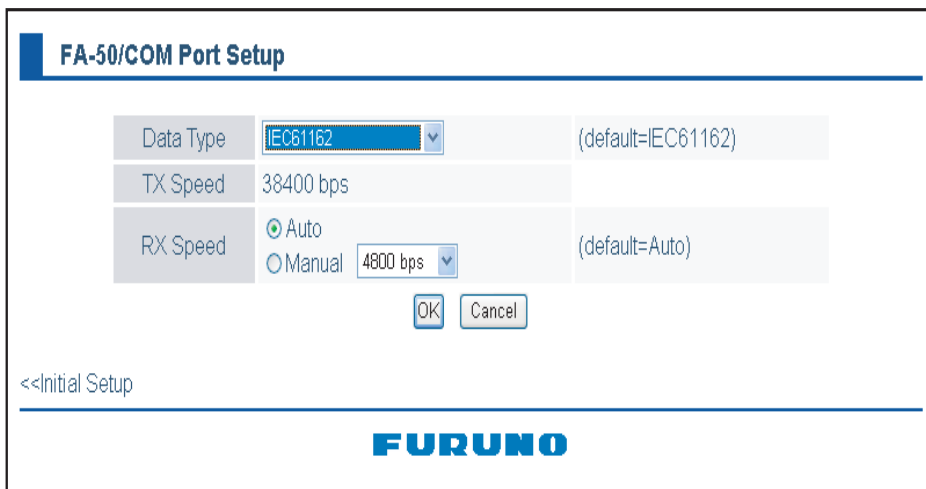 FA-50/COM Port Setup
Data Type IEC61162 (default=IEC61162)
TX Speed 38400 bps
RX Speed Auto (default=Auto)
Manual 4800 bps
OK Cancel
<<Initial Setup
FURUNO